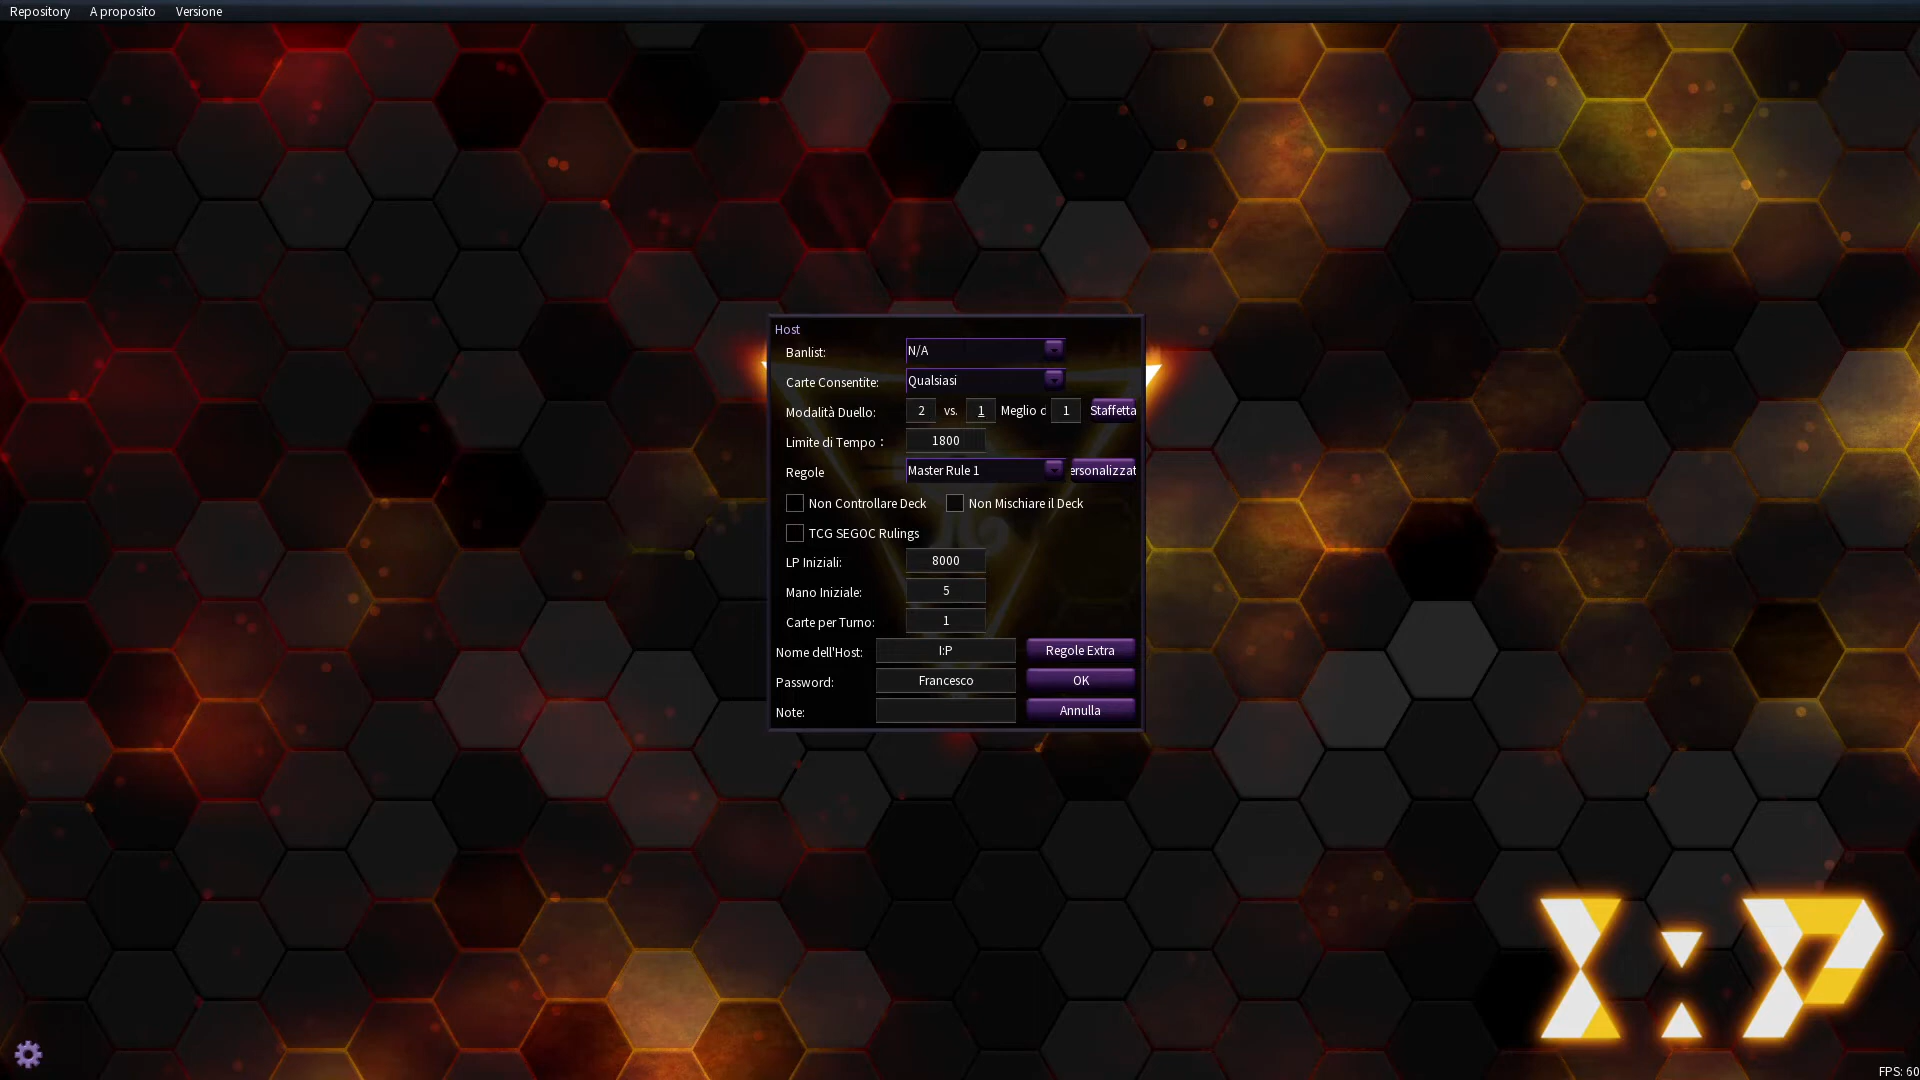 Repository A proposito Versione
Host
Banlist: N/A
Carte Consentite: Qualsiasi
Modalità Duello: 2 vs. 1 Meglio d 1 Staffetta
Limite di Tempo： 1800
Regole Master Rule 1 ersonalizzat
Non Controllare Deck Non Mischiare il Deck
TCG SEGOC Rulings
LP Iniziali: 8000
Mano Iniziale: 5
Carte per Turno: 1
Nome dell'Host: I:P Regole Extra
Password: Francesco OK
Note: Annulla
I:P
FPS: 60